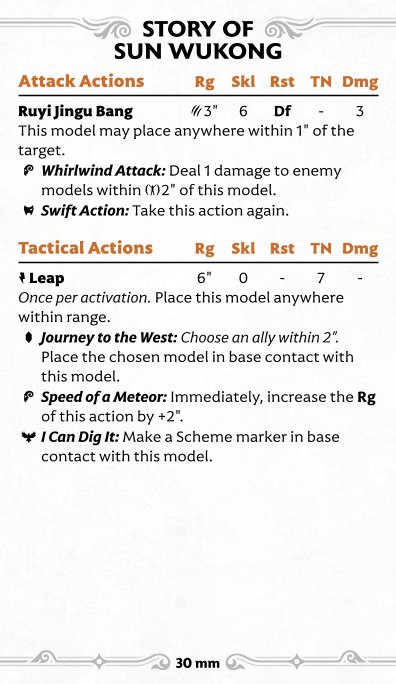 STORY OF
SUN WUKONG
Attack Actions Rg Skl Rst TN Dmg
Ruyi Jingu Bang 3" 6 Df - 3
This model may place anywhere within 1" of the
target.
Whirlwind Attack: Deal 1 damage to enemy
models within 2" of this model.
Swift Action: Take this action again.
Tactical Actions Rg Skl Rst TN Dmg
Leap 6" 0 - 7 -
Once per activation. Place this model anywhere
within range.
Journey to the West: Choose an ally within 2".
Place the chosen model in base contact with
this model.
Speed of a Meteor: Immediately, increase the Rg
of this action by +2".
I Can Dig It: Make a Scheme marker in base
contact with this model.
30 mm